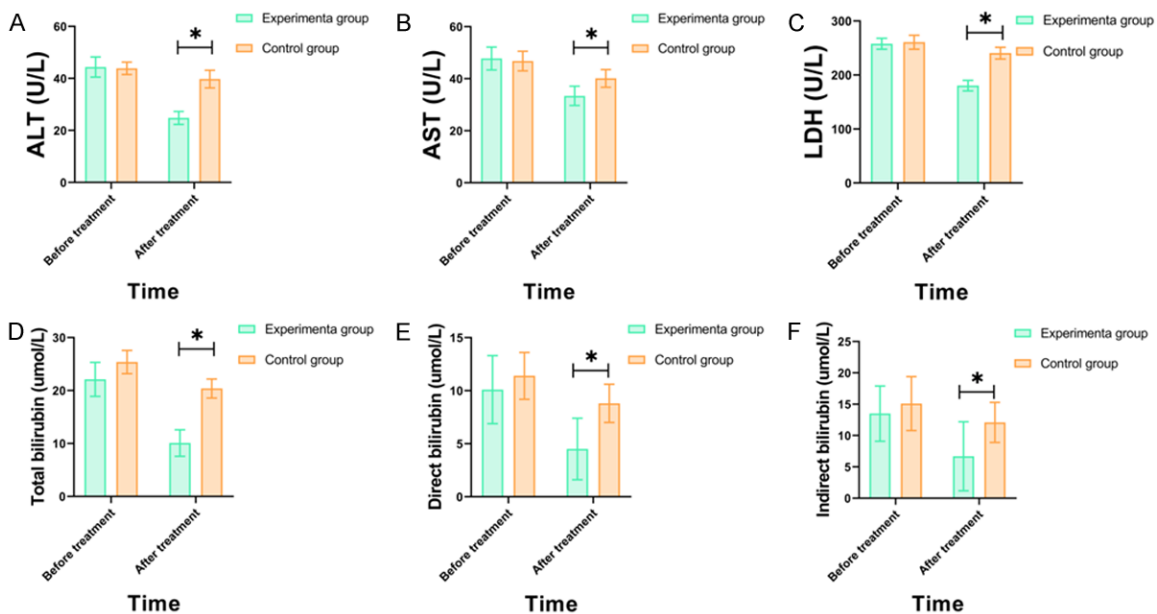 A
ALT (U/L)
60
40
20
0
Before treatment
After treatment
Time
*
Experimenta group
Control group
B
AST (U/L)
60
40
20
0
Before treatment
After treatment
Time
*
Experimenta group
Control group
C
LDH (U/L)
300
200
100
0
Before treatment
After treatment
Time
*
Experimenta group
Control group
D
Total bilirubin (umol/L)
30
20
10
0
Before treatment
After treatment
Time
*
Experimenta group
Control group
E
Direct bilirubin (umol/L)
15
10
5
0
Before treatment
After treatment
Time
*
Experimenta group
Control group
F
Indirect bilirubin (umol/L)
25
20
15
10
5
0
Before treatment
After treatment
Time
*
Experimenta group
Control group